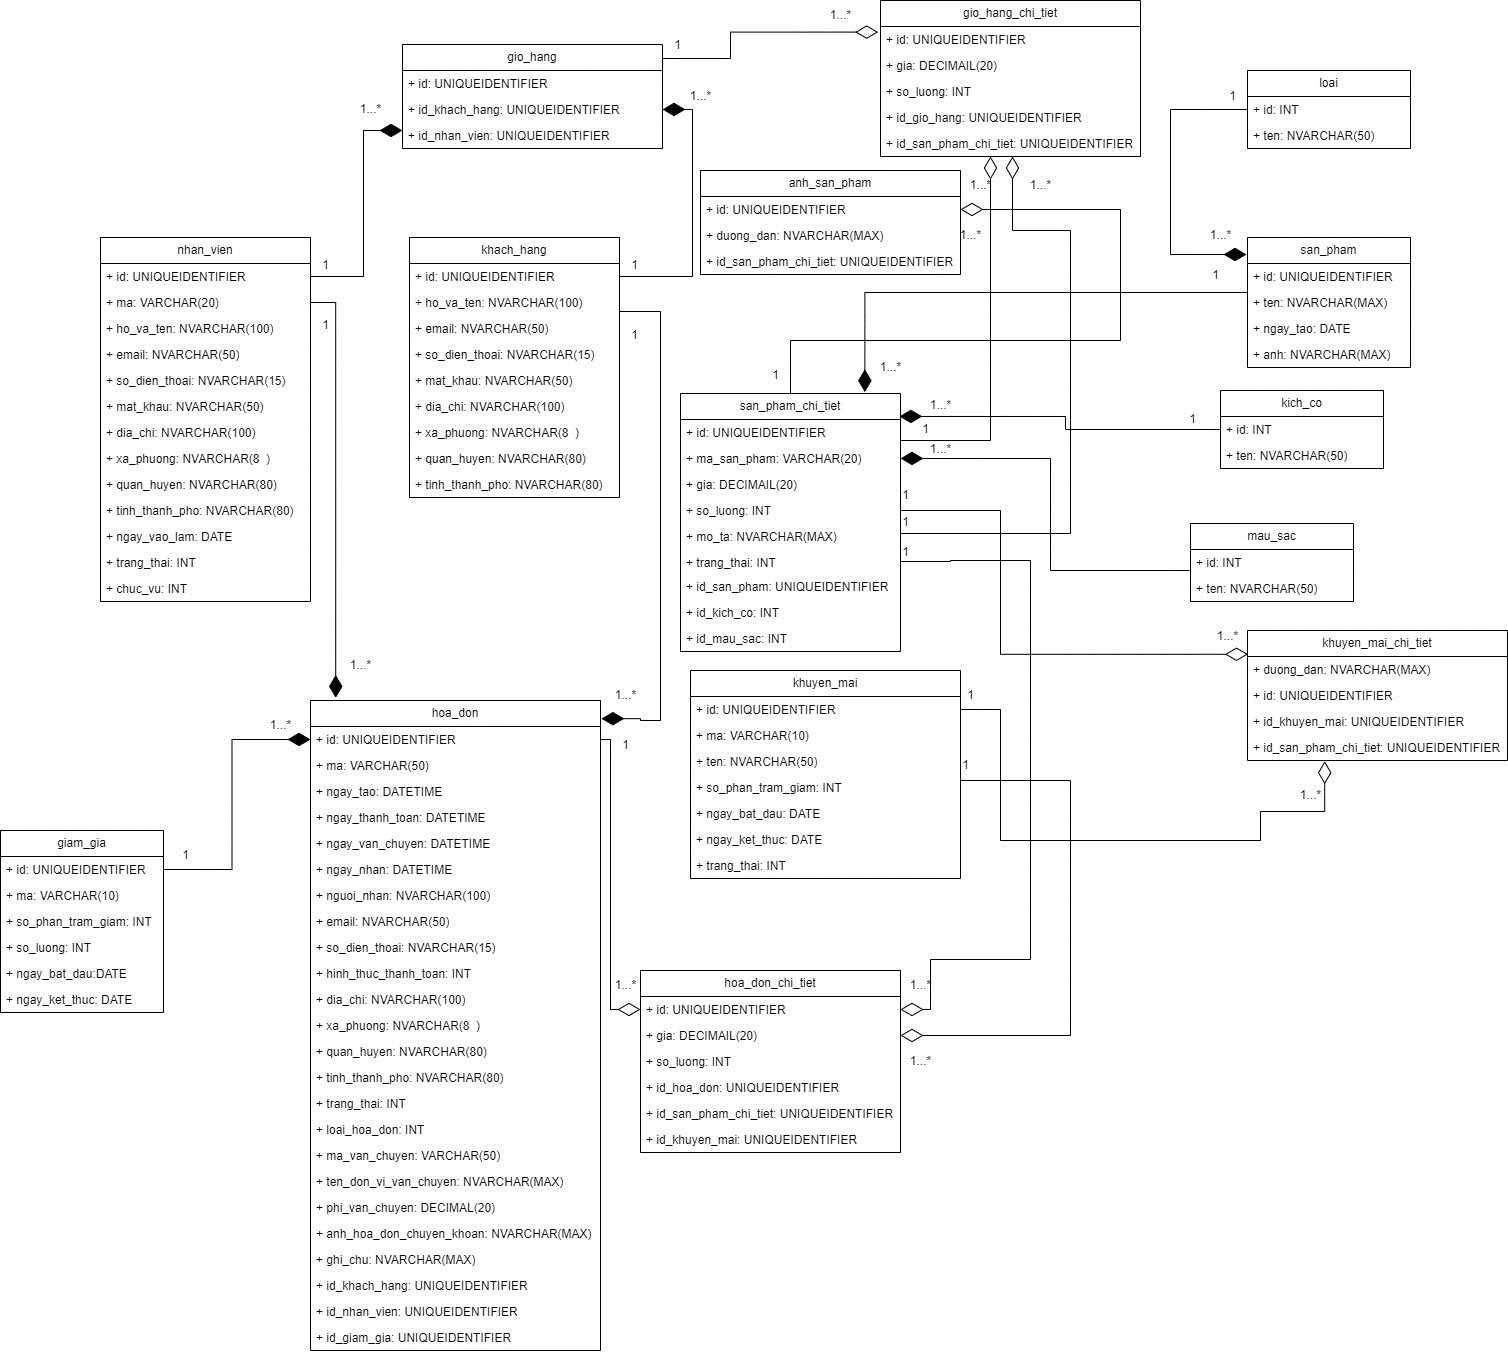 gio_hang_chi_tiet
+ id: UNIQUEIDENTIFIER
+ gia: DECIMAIL(20)
+ so_luong: INT
+ id_gio_hang: UNIQUEIDENTIFIER
+ id_san_pham_chi_tiet: UNIQUEIDENTIFIER
1...*
1...*
1...*
gio_hang
+ id: UNIQUEIDENTIFIER
+ id_khach_hang: UNIQUEIDENTIFIER
+ id_nhan_vien: UNIQUEIDENTIFIER
1
1...*
1...*
loai
+ id: INT
+ ten: NVARCHAR(50)
1
anh_san_pham
+ id: UNIQUEIDENTIFIER
+ duong_dan: NVARCHAR(MAX)
+ id_san_pham_chi_tiet: UNIQUEIDENTIFIER
1...*
nhan_vien
+ id: UNIQUEIDENTIFIER
+ ma: VARCHAR(20)
+ ho_va_ten: NVARCHAR(100)
+ email: NVARCHAR(50)
+ so_dien_thoai: NVARCHAR(15)
+ mat_khau: NVARCHAR(50)
+ dia_chi: NVARCHAR(100)
+ xa_phuong: NVARCHAR(8 )
+ quan_huyen: NVARCHAR(80)
+ tinh_thanh_pho: NVARCHAR(80)
+ ngay_vao_lam: DATE
+ trang_thai: INT
+ chuc_vu: INT
1
1
khach_hang
+ id: UNIQUEIDENTIFIER
+ ho_va_ten: NVARCHAR(100)
+ email: NVARCHAR(50)
+ so_dien_thoai: NVARCHAR(15)
+ mat_khau: NVARCHAR(50)
+ dia_chi: NVARCHAR(100)
+ xa_phuong: NVARCHAR(8 )
+ quan_huyen: NVARCHAR(80)
+ tinh_thanh_pho: NVARCHAR(80)
1
1
san_pham
+ id: UNIQUEIDENTIFIER
+ ten: NVARCHAR(MAX)
+ ngay_tao: DATE
+ anh: NVARCHAR(MAX)
1...*
1
san_pham_chi_tiet
+ id: UNIQUEIDENTIFIER
+ ma_san_pham: VARCHAR(20)
+ gia: DECIMAIL(20)
+ so_luong: INT
+ mo_ta: NVARCHAR(MAX)
+ trang_thai: INT
+ id_san_pham: UNIQUEIDENTIFIER
+ id_kich_co: INT
+ id_mau_sac: INT
1
1...*
1...*
1
1...*
1
1
1
kich_co
+ id: INT
+ ten: NVARCHAR(50)
1
mau_sac
+ id: INT
+ ten: NVARCHAR(50)
khuyen_mai_chi_tiet
+ duong_dan: NVARCHAR(MAX)
+ id: UNIQUEIDENTIFIER
+ id_khuyen_mai: UNIQUEIDENTIFIER
+ id_san_pham_chi_tiet: UNIQUEIDENTIFIER
1...*
1...*
khuyen_mai
+ id: UNIQUEIDENTIFIER
+ ma: VARCHAR(10)
+ ten: NVARCHAR(50)
+ so_phan_tram_giam: INT
+ ngay_bat_dau: DATE
+ ngay_ket_thuc: DATE
+ trang_thai: INT
1
1
hoa_don
+ id: UNIQUEIDENTIFIER
+ ma: VARCHAR(50)
+ ngay_tao: DATETIME
+ ngay_thanh_toan: DATETIME
+ ngay_van_chuyen: DATETIME
+ ngay_nhan: DATETIME
+ nguoi_nhan: NVARCHAR(100)
+ email: NVARCHAR(50)
+ so_dien_thoai: NVARCHAR(15)
+ hinh_thuc_thanh_toan: INT
+ dia_chi: NVARCHAR(100)
+ xa_phuong: NVARCHAR(8 )
+ quan_huyen: NVARCHAR(80)
+ tinh_thanh_pho: NVARCHAR(80)
+ trang_thai: INT
+ loai_hoa_don: INT
+ ma_van_chuyen: VARCHAR(50)
+ ten_don_vi_van_chuyen: NVARCHAR(MAX)
+ phi_van_chuyen: DECIMAL(20)
+ anh_hoa_don_chuyen_khoan: NVARCHAR(MAX)
+ ghi_chu: NVARCHAR(MAX)
+ id_khach_hang: UNIQUEIDENTIFIER
+ id_nhan_vien: UNIQUEIDENTIFIER
+ id_giam_gia: UNIQUEIDENTIFIER
1...*
1...*
1...*
1
giam_gia
+ id: UNIQUEIDENTIFIER
+ ma: VARCHAR(10)
+ so_phan_tram_giam: INT
+ so_luong: INT
+ ngay_bat_dau:DATE
+ ngay_ket_thuc: DATE
1
hoa_don_chi_tiet
+ id: UNIQUEIDENTIFIER
+ gia: DECIMAIL(20)
+ so_luong: INT
+ id_hoa_don: UNIQUEIDENTIFIER
+ id_san_pham_chi_tiet: UNIQUEIDENTIFIER
+ id_khuyen_mai: UNIQUEIDENTIFIER
1...*
1...*
1...*